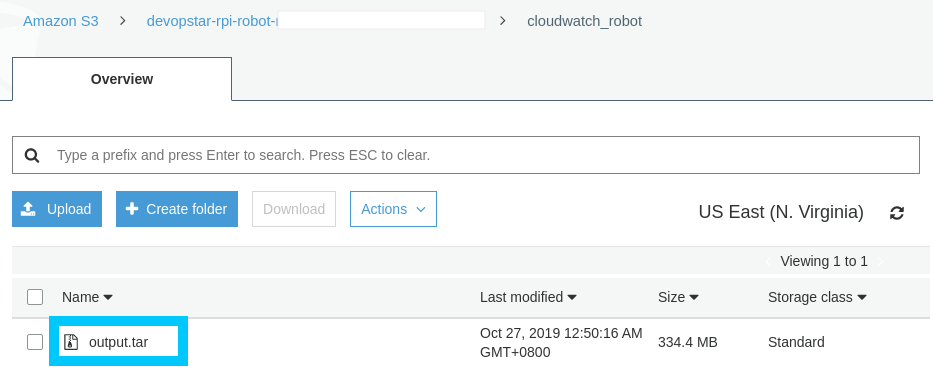 Amazon S3 > devopstar-rpi-robot- > cloudwatch_robot
Overview
Type a prefix and press Enter to search. Press ESC to clear.
Upload + Create folder Download Actions US East (N. Virginia)
Viewing 1 to 1
Name Last modified Size Storage class
output.tar Oct 27, 2019 12:50:16 AM GMT+0800 334.4 MB Standard